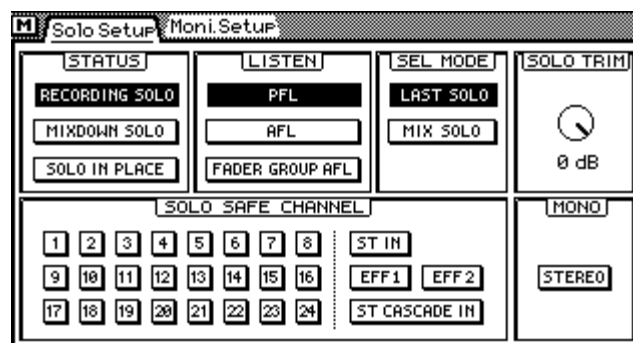 M Solo Setup Moni.Setup
STATUS LISTEN SEL MODE SOLO TRIM
RECORDING SOLO PFL LAST SOLO
MIXDOWN SOLO AFL MIX SOLO
SOLO IN PLACE FADER GROUP AFL 0 dB
SOLO SAFE CHANNEL MONO
1 2 3 4 5 6 7 8 ST IN
9 10 11 12 13 14 15 16 EFF1 EFF2 STEREO
17 18 19 20 21 22 23 24 ST CASCADE IN